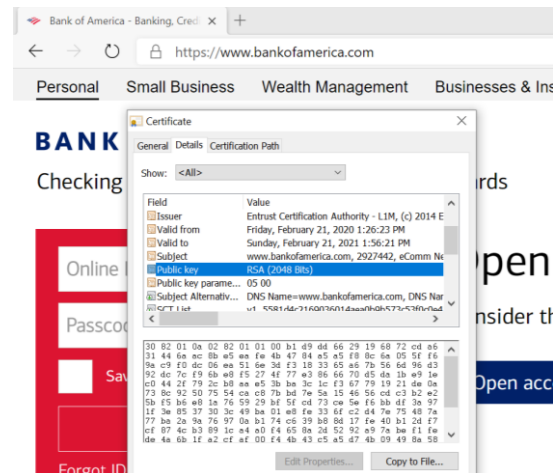 Bank of America - Banking, Cred
https://www.bankofamerica.com
Personal Small Business Wealth Management Businesses & Ins
Certificate
General Details Certification Path
BANK
Checking
rds
Show: <All>
Field Value
Issuer Entrust Certification Authority - L1M, (c) 2014 E
Valid from Friday, February 21, 2020 1:26:23 PM
Valid to Sunday, February 21, 2021 1:56:21 PM
Subject www.bankofamerica.com, 2927442, eComm Ne
Public key RSA (2048 Bits)
Public key parame... 05 00
Subject Alternativ... DNS Name=www.bankofamerica.com, DNS Nar
SCT List
Online
pen
Passco
nsider th
Sav
Open acc
30 82 01 0a 02 82 01 01 00 b1 d9 dd 66 29 19 68 72 cd a6
31 44 6a ac 8b e5 ea fe 4b 47 84 a5 a5 f8 8c 6a 05 5f f6
9a c9 f0 dc 06 ea 51 6e 3d f3 18 33 65 a6 7b 56 6d 96 d3
92 dc 7c f9 6b e8 f5 27 4f 77 e3 86 66 70 d5 da 1b e9 1e
c0 44 2f 79 2c b8 aa e5 3b ba 3c 1c f3 67 79 19 21 de 0a
73 8c 92 50 75 54 ca c8 7b bd 7e 5a 15 46 56 cd c3 b2 e2
5b f5 b6 e8 1a 76 59 29 bf 5f cd 73 ce 5e f6 bb df 3a 97
1f 3e 85 37 30 3c 49 ba 01 e8 fe 33 6f c2 d4 7e 75 48 7a
77 ba 2a 9a 76 97 0a b1 74 c6 39 b8 8d 17 fe 40 b1 2d f7
cf 87 4c b3 89 1c a4 a0 f4 65 8a 2d 52 92 a9 7a be f1 fe
de 4a 6b 1f a2 cf af 00 f4 4b 43 c5 a5 d7 4b 09 49 8a 58
Edit Properties... Copy to File...
Forgot ID